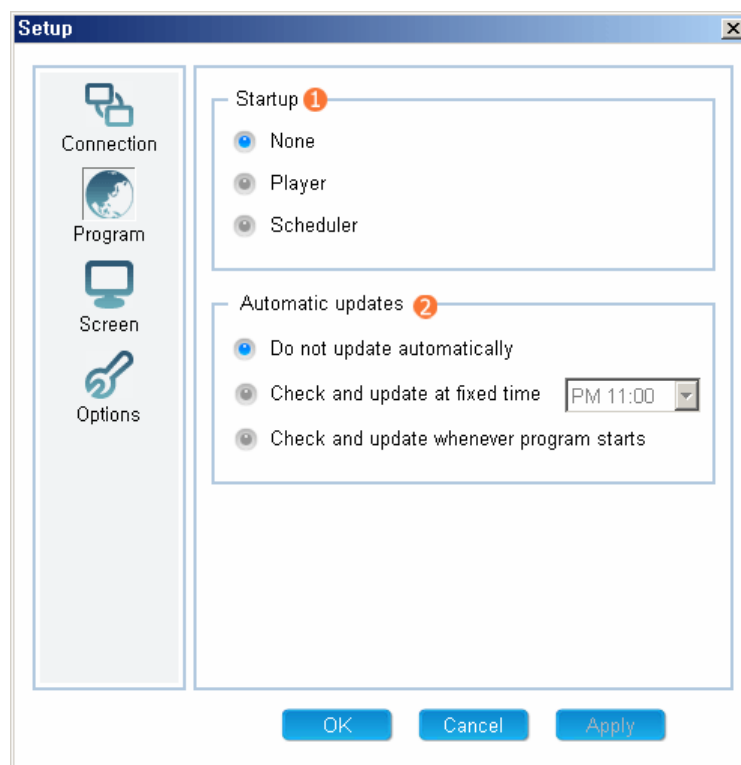 Setup
Connection
Program
Screen
Options
Startup 1
None
Player
Scheduler
Automatic updates 2
Do not update automatically
Check and update at fixed time PM 11:00
Check and update whenever program starts
OK Cancel Apply